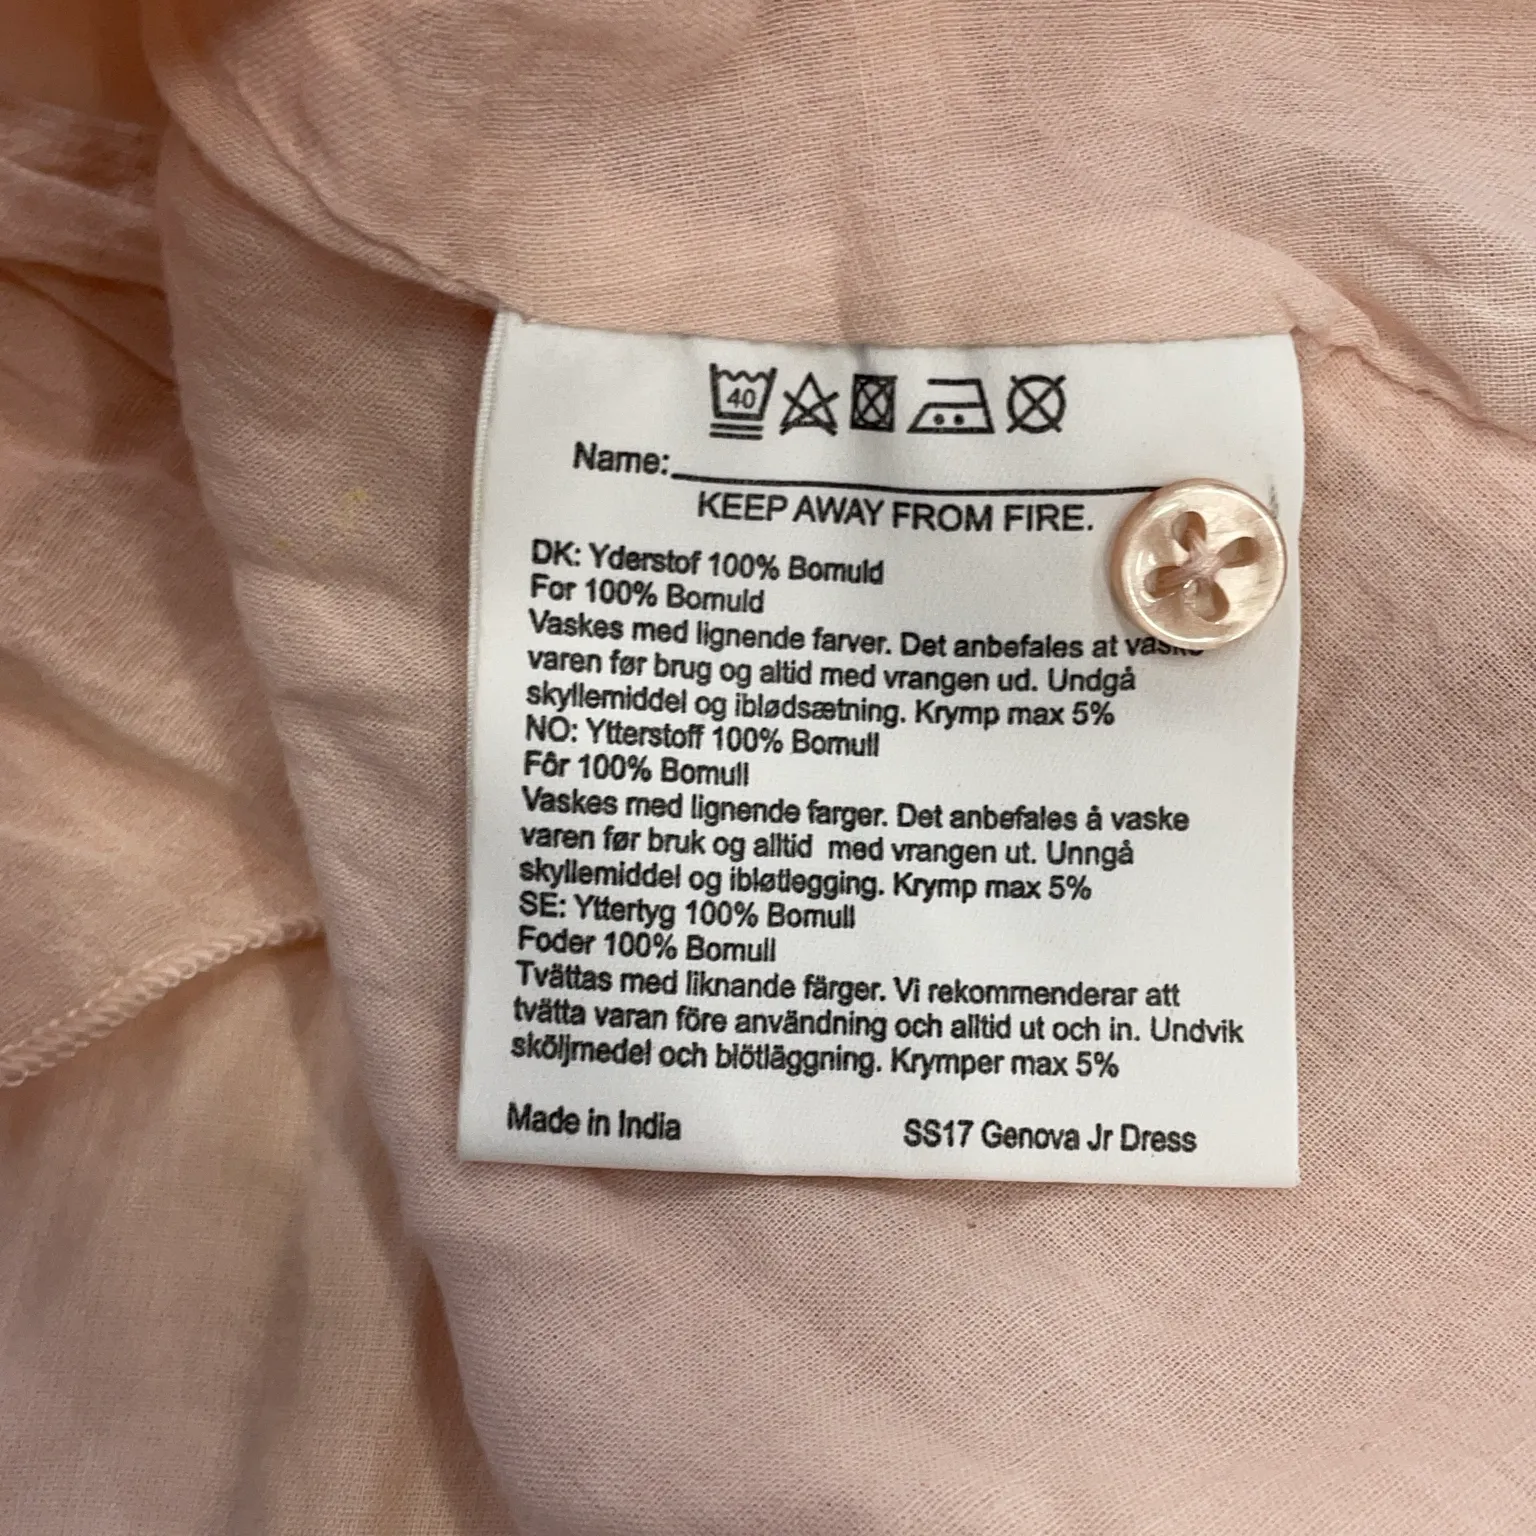 40
Name:
KEEP AWAY FROM FIRE.
DK: Yderstof 100% Bomuld
For 100% Bomuld
Vaskes med lignende farver. Det anbefales at vaske
varen før brug og altid med vrangen ud. Undgå
skyllemiddel og iblødsætning. Krymp max 5%
NO: Ytterstoff 100% Bomull
Fôr 100% Bomull
Vaskes med lignende farger. Det anbefales å vaske
varen før bruk og alltid med vrangen ut. Unngå
skyllemiddel og ibløtlegging. Krymp max 5%
SE: Yttertyg 100% Bomull
Foder 100% Bomull
Tvättas med liknande färger. Vi rekommenderar att
tvätta varan före användning och alltid ut och in. Undvik
sköljmedel och blötläggning. Krymper max 5%
Made in India
SS17 Genova Jr Dress